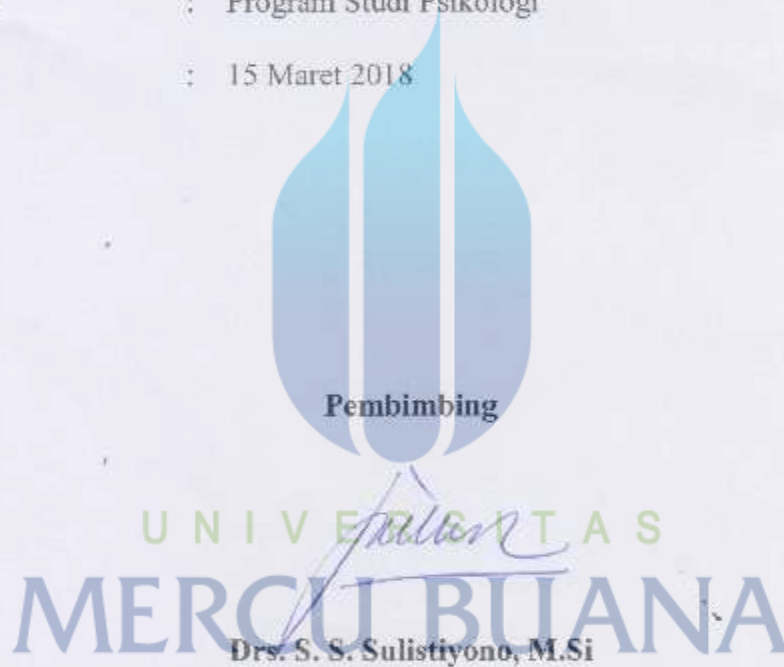 : Program Studi Psikologi
: 15 Maret 2018
Pembimbing
UNIVERSITAS
MERCU BUANA
Drs. S. S. Sulistiyono, M.Si